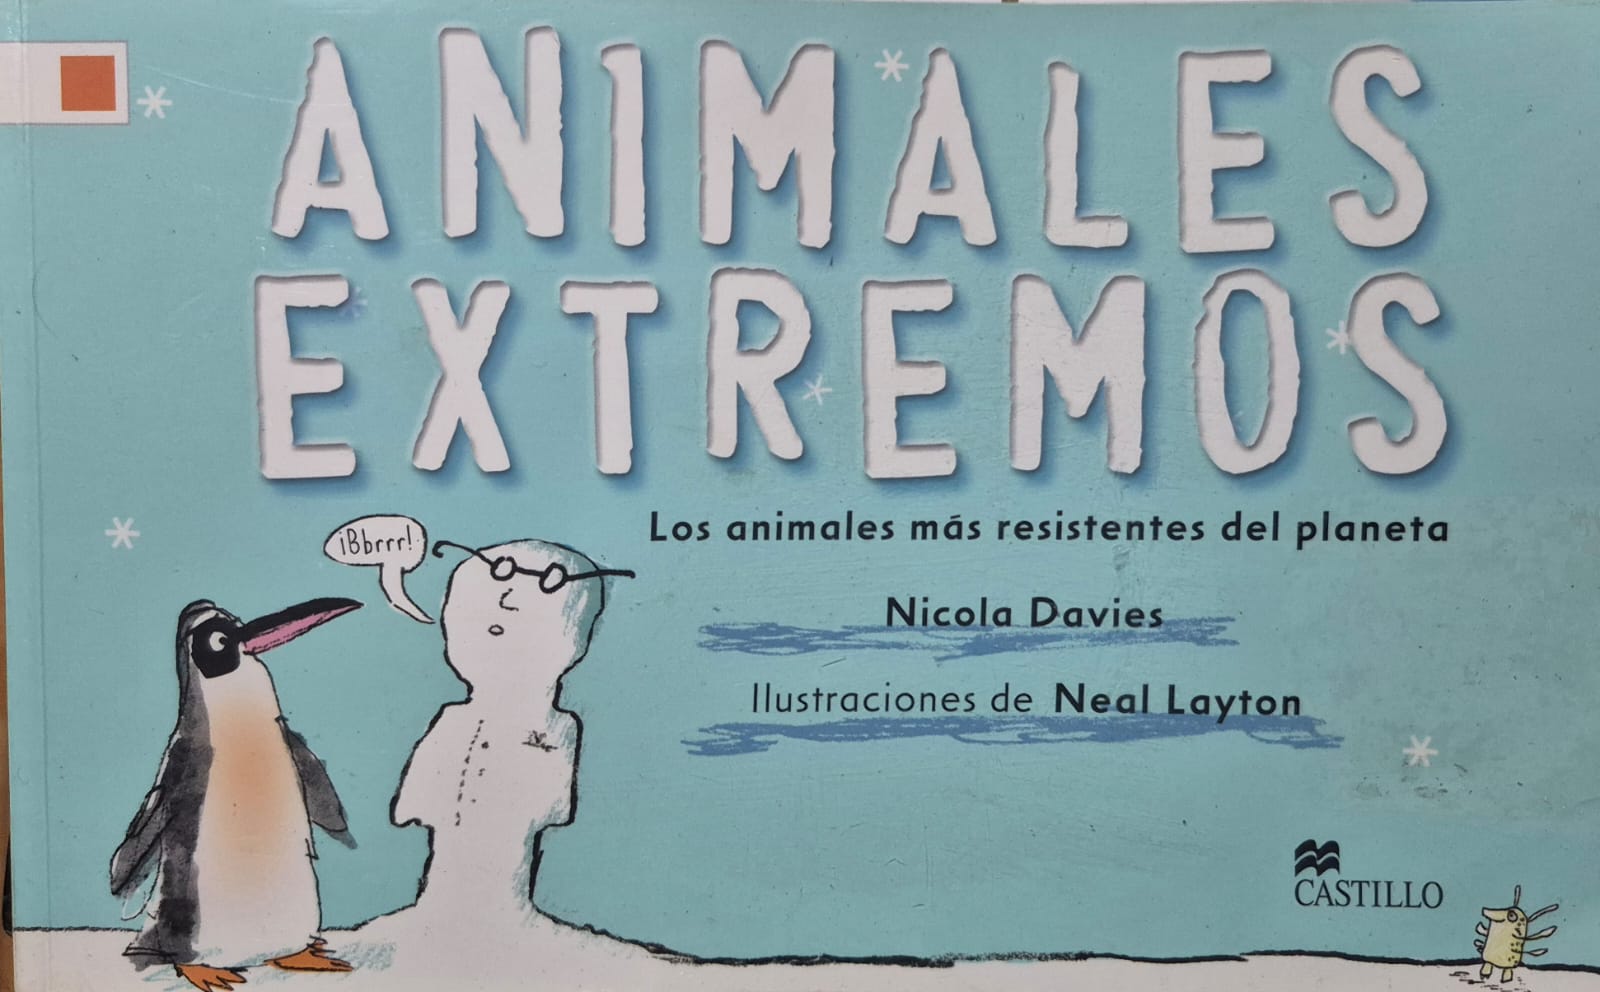 ANIMALES
EXTREMOS
Los animales más resistentes del planeta
¡Bbrrr!
Nicola Davies
Ilustraciones de Neal Layton
CASTILLO